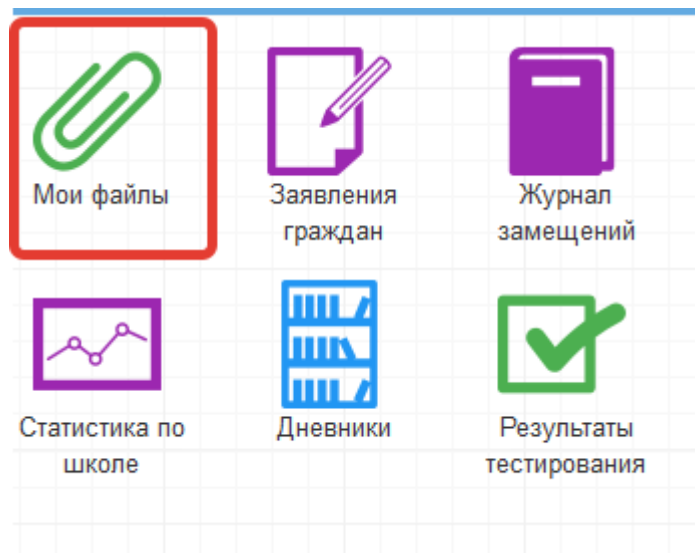 Мои файлы
Заявления
граждан
Журнал
замещений
Статистика по
школе
Дневники
Результаты
тестирования